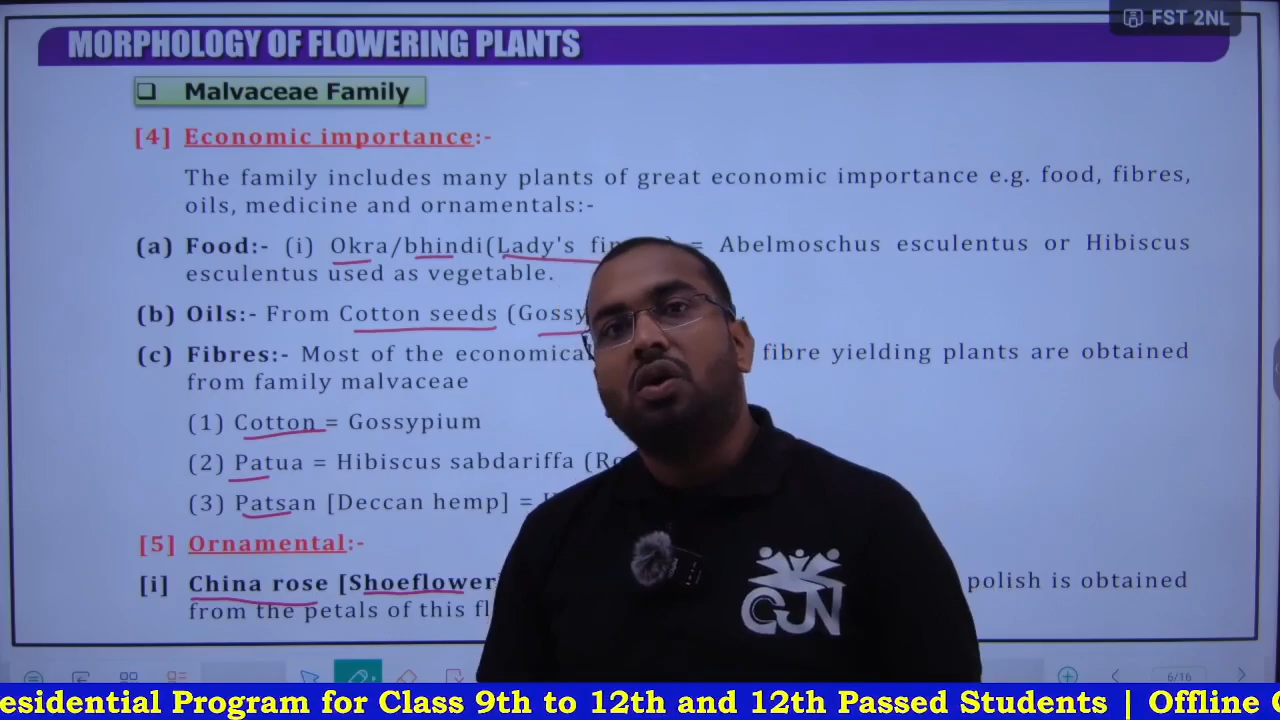 FST 2NL
MORPHOLOGY OF FLOWERING PLANTS
❑ Malvaceae Family
[4] Economic importance:-
The family includes many plants of great economic importance e.g. food, fibres,
oils, medicine and ornamentals:-
(a) Food:- (i) Okra/bhindi(Lady's = Abelmoschus esculentus or Hibiscus
esculentus used as vegetable.
(b) Oils:- From Cotton seeds
(c) Fibres:- Most of the fibre yielding plants are obtained
from family malvaceae
(1) Cotton = Gossypium
(2) Patua = Hibiscus sabdariffa
(3) Patsan [Deccan hemp] =
[5] Ornamental:-
[i] China rose [Shoeflower polish is obtained
from the petals of this
GJN
6/16
esidential Program for Class 9th to 12th and 12th Passed Students | Offline